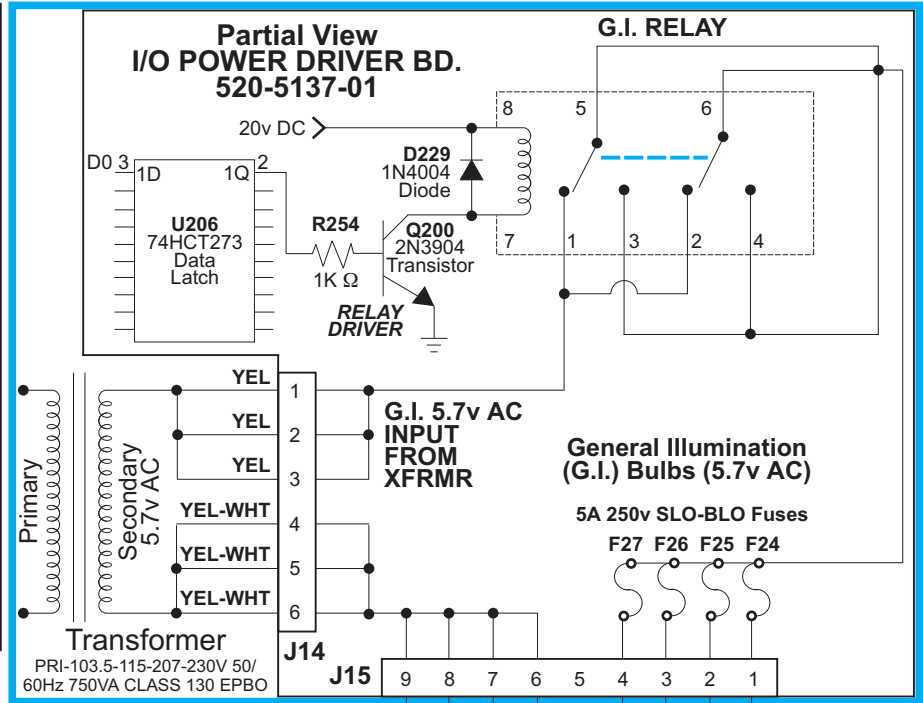 Partial View
I/O POWER DRIVER BD.
520-5137-01
G.I. RELAY
20v DC
8 5 6
D0 3 1D 1Q 2
U206
74HCT273
Data
Latch
D229
1N4004
Diode
R254
1K Ω
Q200
2N3904
Transistor
RELAY
DRIVER
7 1 3 2 4
YEL 1
YEL 2
YEL 3
YEL-WHT 4
YEL-WHT 5
YEL-WHT 6
J14
Primary
Secondary
5.7v AC
G.I. 5.7v AC
INPUT
FROM
XFRMR
General Illumination
(G.I.) Bulbs (5.7v AC)
5A 250v SLO-BLO Fuses
F27 F26 F25 F24
Transformer
PRI-103.5-115-207-230V 50/
60Hz 750VA CLASS 130 EPBO
J15 9 8 7 6 5 4 3 2 1